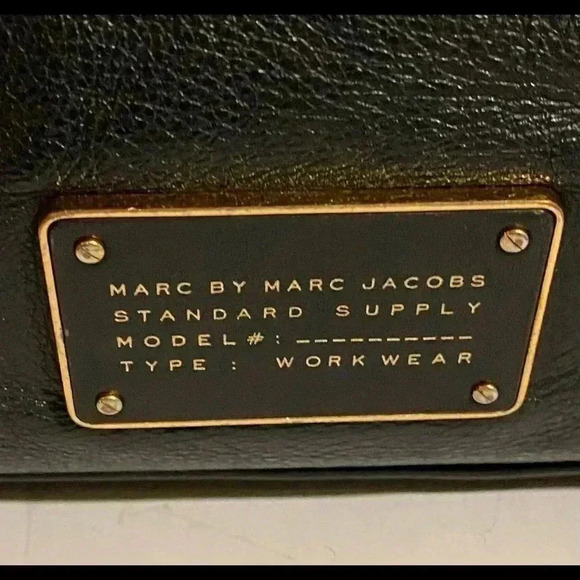 MARC BY MARC JACOBS
STANDARD SUPPLY
MODEL#: __________
TYPE: WORKWEAR